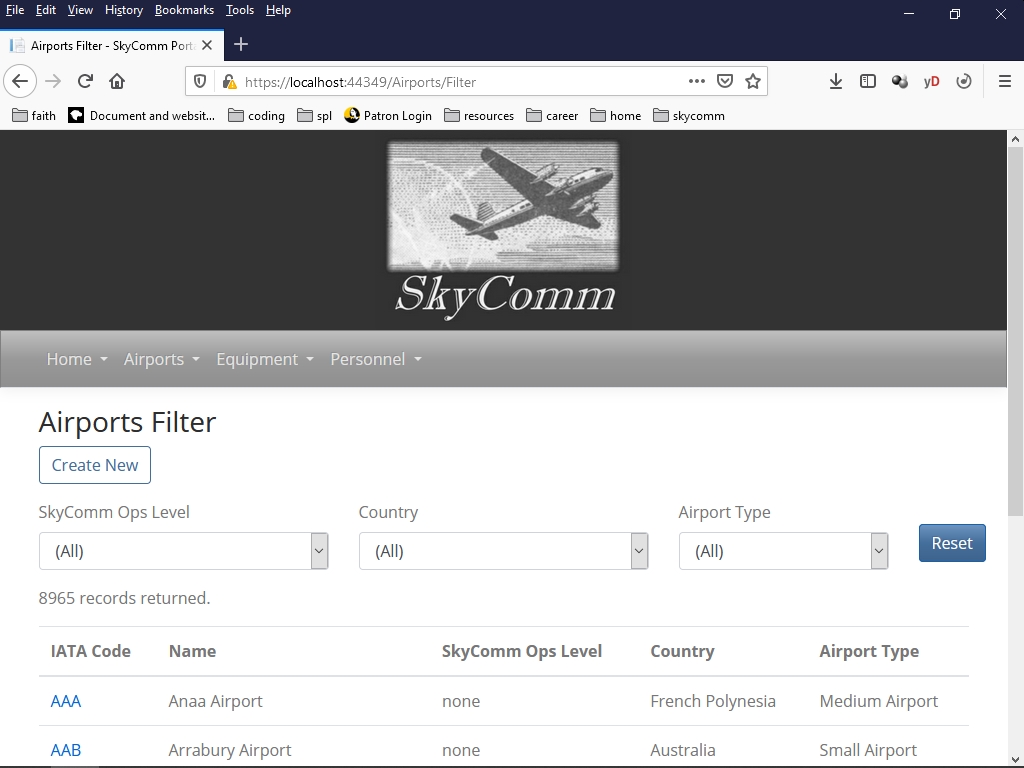 File Edit View History Bookmarks Tools Help
Airports Filter - SkyComm Port
https://localhost:44349/Airports/Filter
yD
faith Document and websit... coding spl Patron Login resources career home skycomm
SkyComm
Home Airports Equipment Personnel
Airports Filter
Create New
SkyComm Ops Level Country Airport Type
(All) (All) (All) Reset
8965 records returned.
IATA Code Name SkyComm Ops Level Country Airport Type
AAA Anaa Airport none French Polynesia Medium Airport
AAB Arrabury Airport none Australia Small Airport